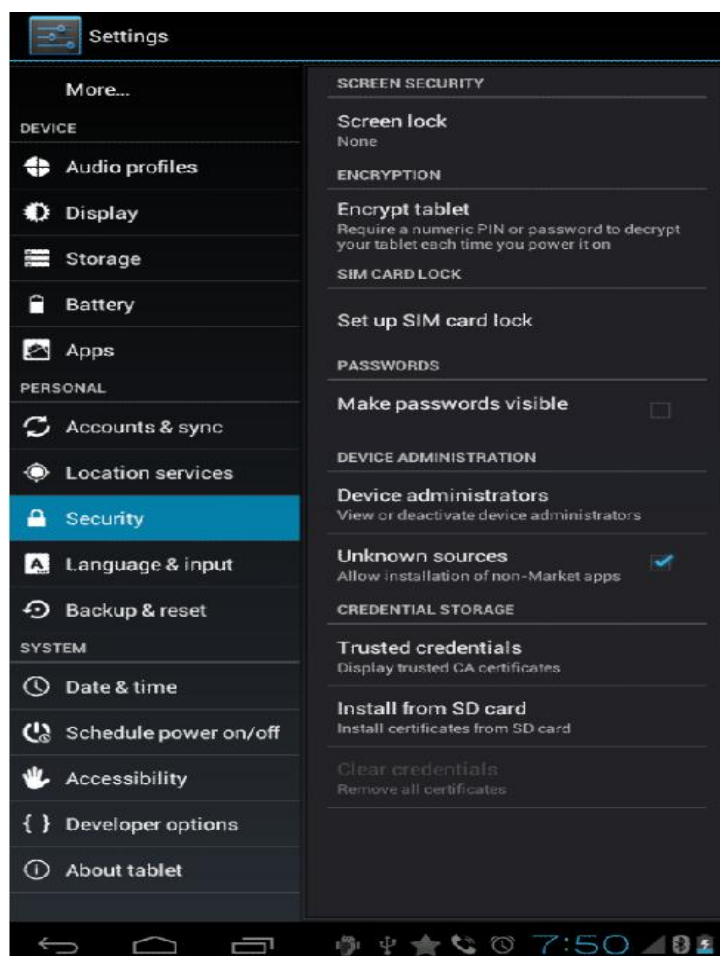 Settings
More...
DEVICE
Audio profiles
Display
Storage
Battery
Apps
PERSONAL
Accounts & sync
Location services
Security
Language & input
Backup & reset
SYSTEM
Date & time
Schedule power on/off
Accessibility
Developer options
About tablet
SCREEN SECURITY
Screen lock
None
ENCRYPTION
Encrypt tablet
Require a numeric PIN or password to decrypt
your tablet each time you power it on
SIM CARD LOCK
Set up SIM card lock
PASSWORDS
Make passwords visible
DEVICE ADMINISTRATION
Device administrators
View or deactivate device administrators
Unknown sources
Allow installation of non-Market apps
CREDENTIAL STORAGE
Trusted credentials
Display trusted CA certificates
Install from SD card
Install certificates from SD card
Clear credentials
Remove all certificates
7:50